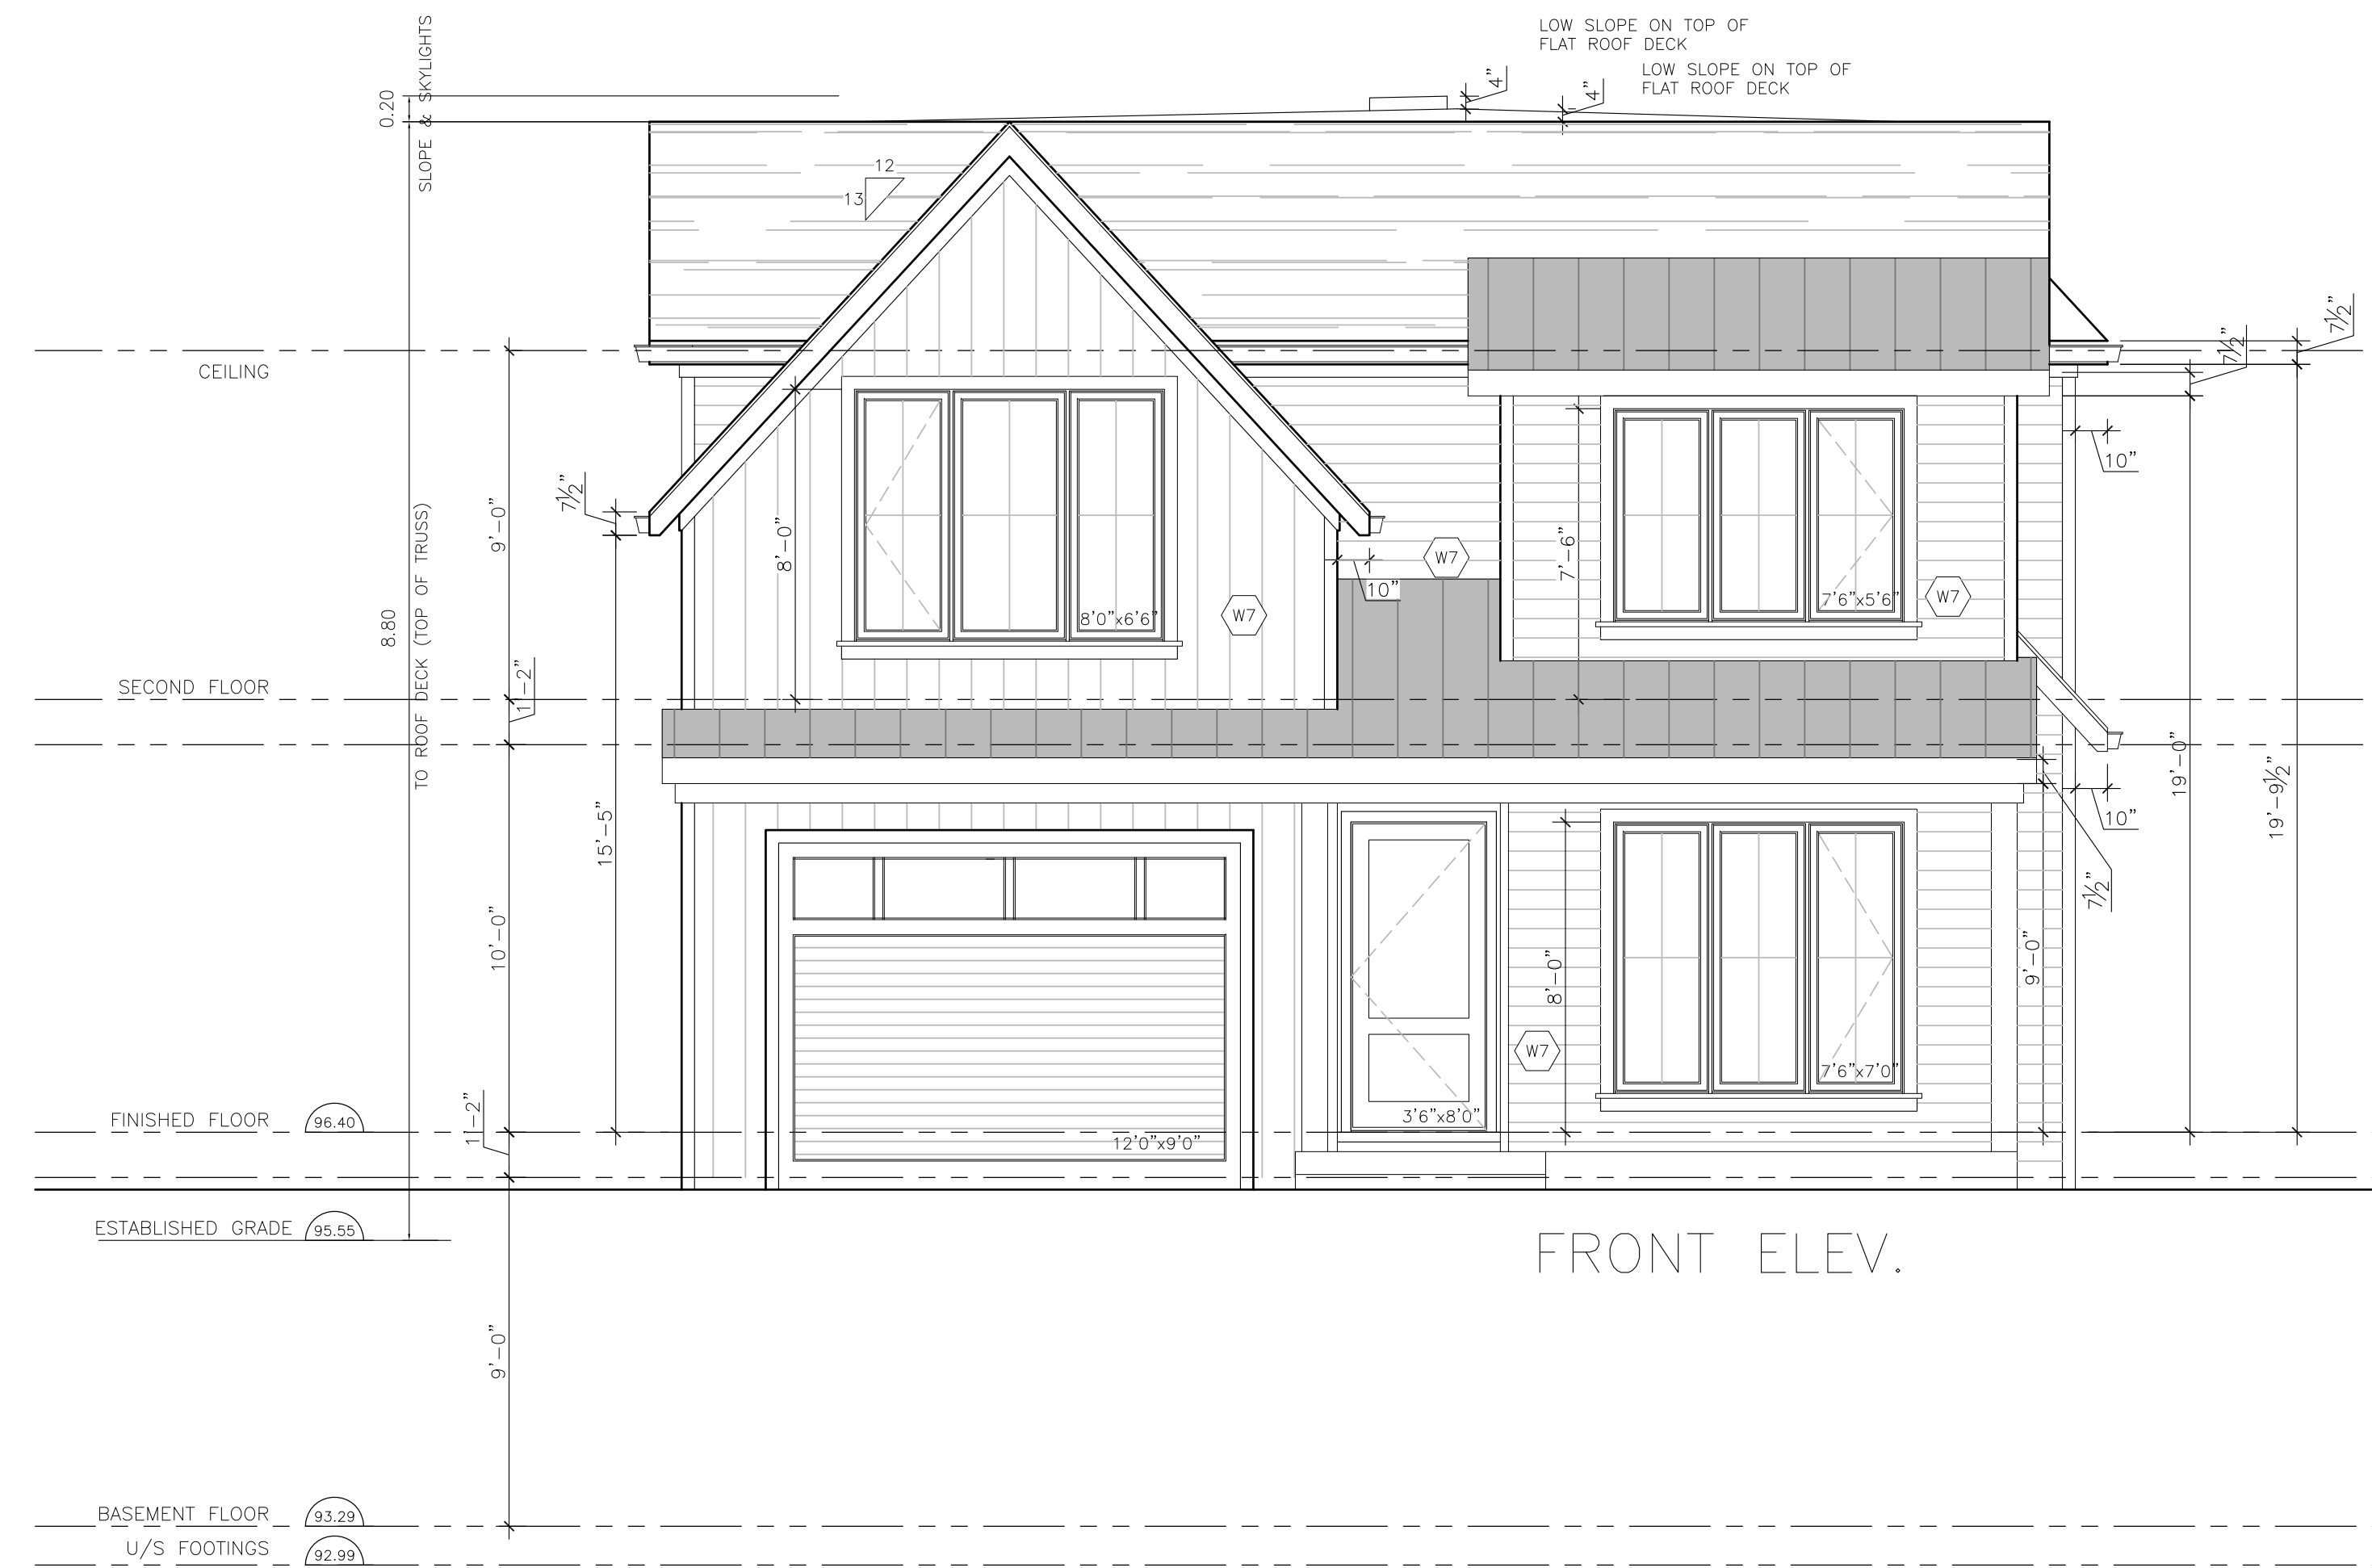 LOW SLOPE ON TOP OF
FLAT ROOF DECK
LOW SLOPE ON TOP OF
FLAT ROOF DECK
4"
4"
0.20
SLOPE & SKYLIGHTS
12
13
7½"
7½"
CEILING
10"
7½"
9'-0"
8'-0"
7'-6"
W7
10"
8'0"x6'6"
W7
7'6"x5'6"
W7
8.80
TO ROOF DECK (TOP OF TRUSS)
SECOND FLOOR
1'-2"
19'-0"
19'-9½"
10"
15'-5"
7½"
10'-0"
8'-0"
9'-0"
W7
7'6"x7'0"
FINISHED FLOOR 96.40
1'-2"
3'6"x8'0"
12'0"x9'0"
ESTABLISHED GRADE 95.55
FRONT ELEV.
9'-0"
BASEMENT FLOOR 93.29
U/S FOOTINGS 92.99